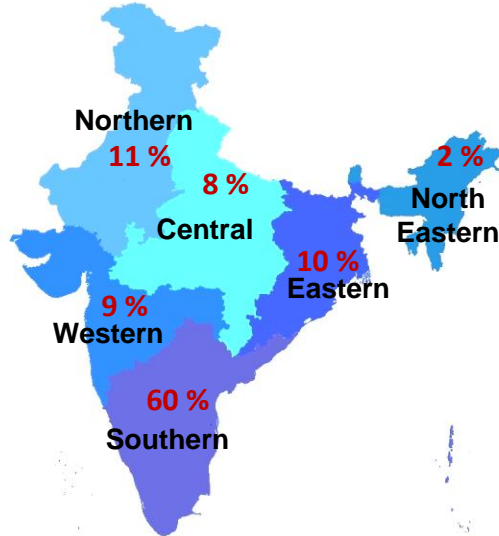 Northern
11 %
2 %
8 %
North
Eastern
Central
10 %
Eastern
9 %
Western
60 %
Southern